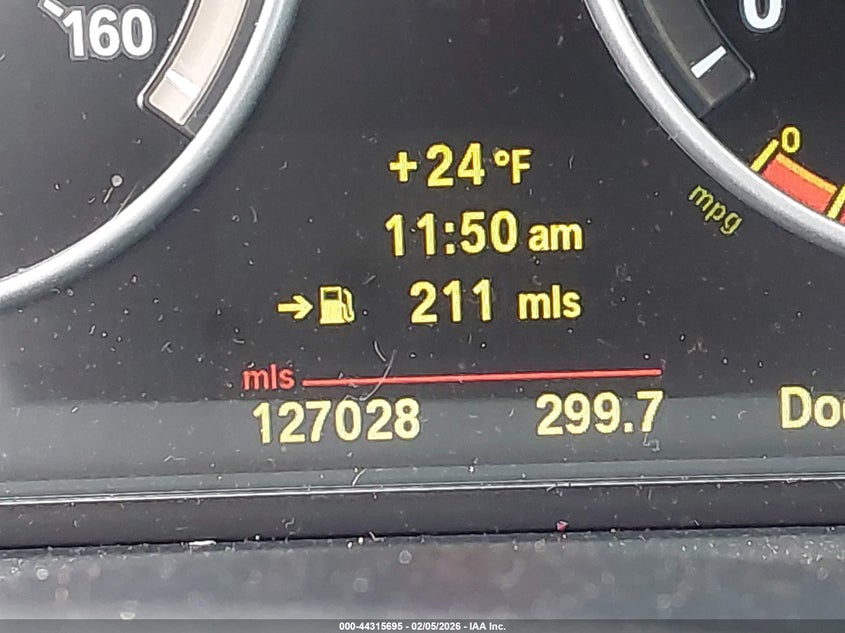 160
0
0
mpg
+24 °F
11:50 am
211 mls
mls
127028 299.7 Doo
000-44315695 - 02/05/2026 - IAA Inc.